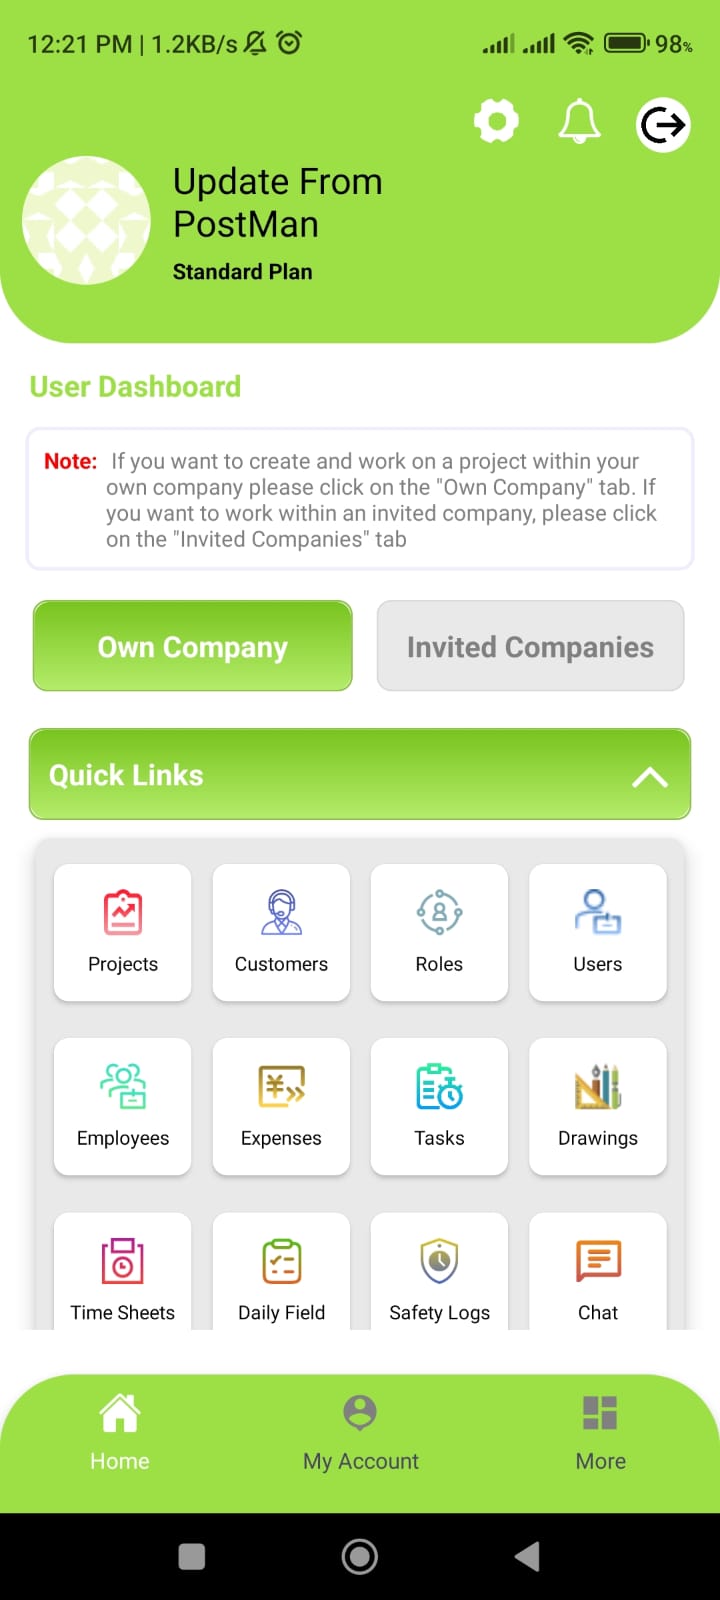 12:21 PM | 1.2KB/s 98%
Update From
PostMan
Standard Plan
User Dashboard
Note: If you want to create and work on a project within your
own company please click on the "Own Company" tab. If
you want to work within an invited company, please click
on the "Invited Companies" tab
Own Company Invited Companies
Quick Links
Projects Customers Roles Users
Employees Expenses Tasks Drawings
Time Sheets Daily Field Safety Logs Chat
Home My Account More